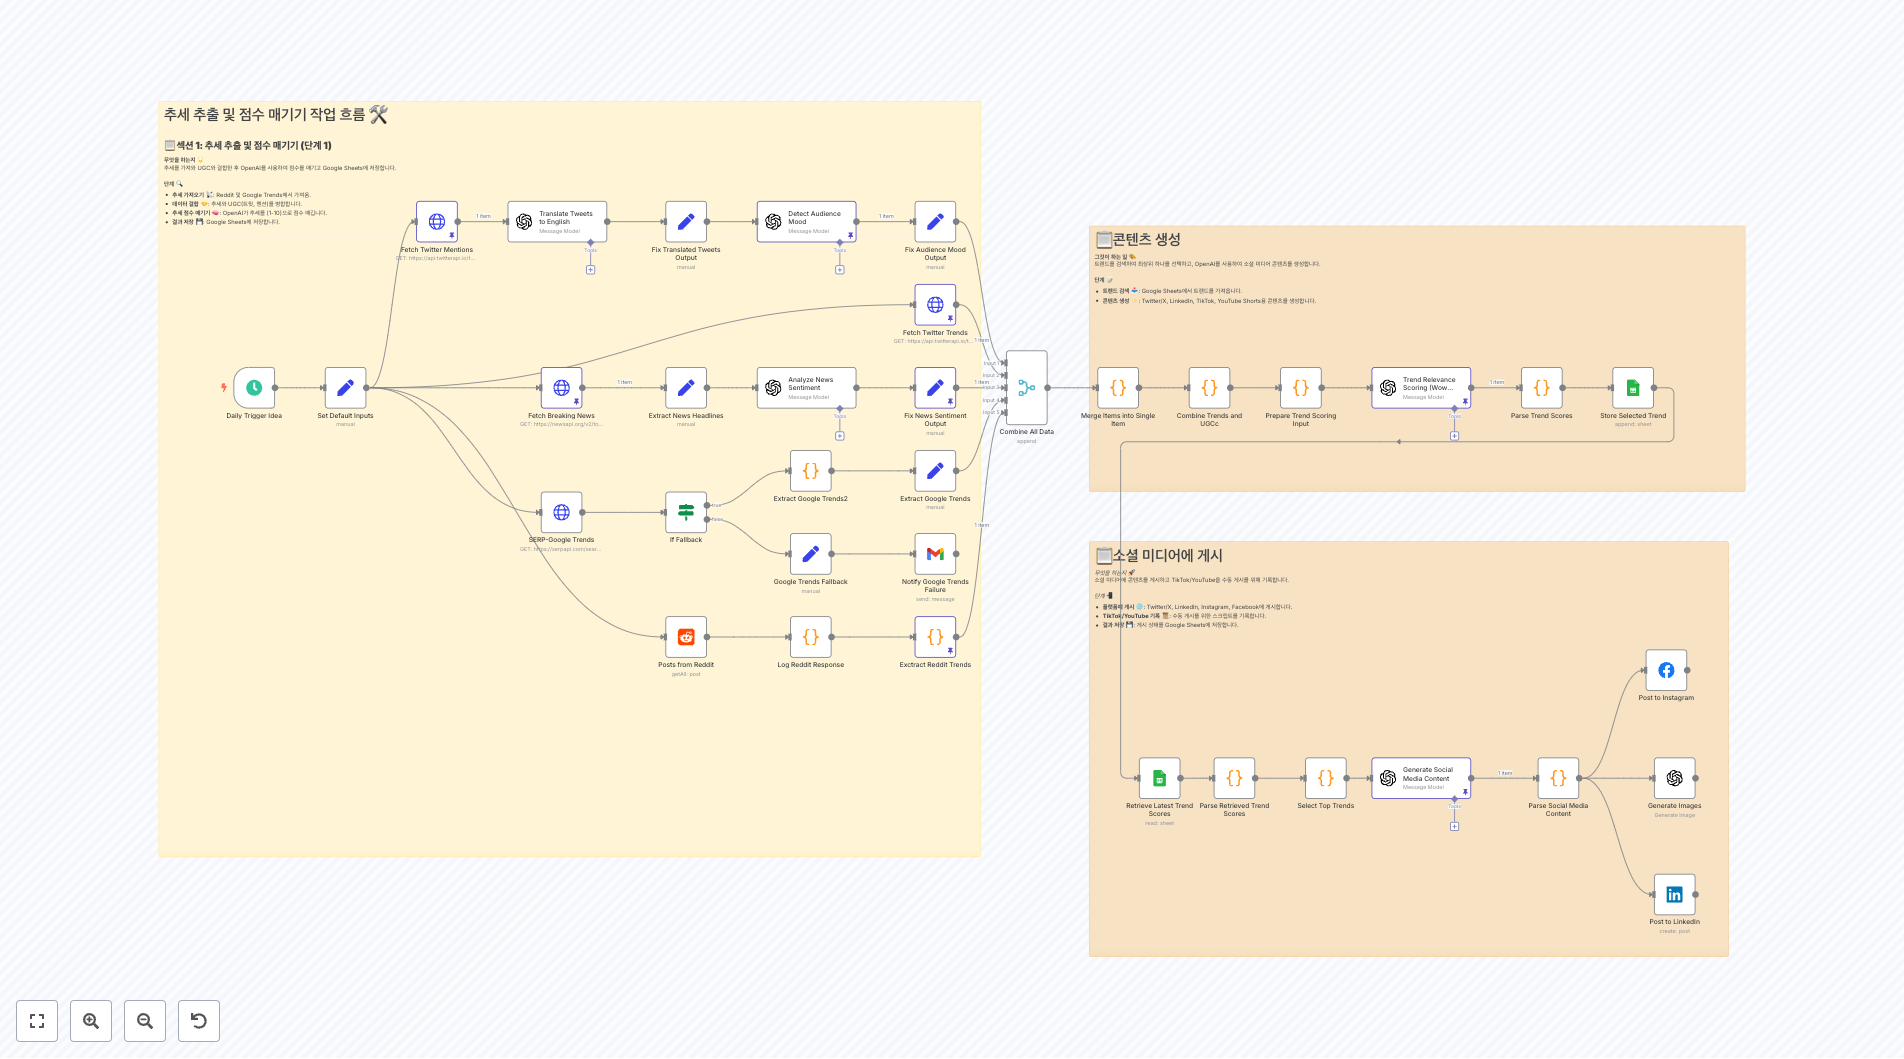 추세 추출 및 점수 매기기 작업 흐름 🛠️
📋섹션 1: 추세 추출 및 점수 매기기 (단계 1)
무엇을 하는지 💡
추세를 가져와 UGC와 결합한 후 OpenAI를 사용하여 점수를 매기고 Google Sheets에 저장합니다.
단계 🔍
추세 가져오기 📡: Reddit 및 Google Trends에서 가져옴.
데이터 결합 🤝: 추세와 UGC(트윗, 멘션)를 병합합니다.
추세 점수 매기기 🧠: OpenAI가 추세를 (1-10)으로 점수 매깁니다.
결과 저장 💾: Google Sheets에 저장합니다.
Fetch Twitter Mentions
GET: https://api.twitterapi.io/t...
1 item
Translate Tweets to English
Message Model
Tools
Fix Translated Tweets Output
manual
Detect Audience Mood
Message Model
Tools
1 item
Fix Audience Mood Output
manual
Fetch Twitter Trends
GET: https://api.twitterapi.io/t...
1 item
Daily Trigger Idea
Set Default Inputs
manual
Fetch Breaking News
GET: https://newsapi.org/v2/to...
1 item
Extract News Headlines
manual
Analyze News Sentiment
Message Model
Tools
Fix News Sentiment Output
manual
1 item
Input 1
Input 2
Input 3
Input 4
Input 5
Combine All Data
append
SERP-Google Trends
GET: https://serpapi.com/sear...
If Fallback
true
false
Extract Google Trends2
Extract Google Trends
manual
1 item
Google Trends Fallback
manual
Notify Google Trends Failure
send: message
Posts from Reddit
getAll: post
Log Reddit Response
Exctract Reddit Trends
📋콘텐츠 생성
그것이 하는 일 🎨
트렌드를 검색하여 최상위 하나를 선택하고, OpenAI를 사용하여 소셜 미디어 콘텐츠를 생성합니다.
단계
트렌드 검색 📥: Google Sheets에서 트렌드를 가져옵니다.
콘텐츠 생성 ✨: Twitter/X, LinkedIn, TikTok, YouTube Shorts용 콘텐츠를 생성합니다.
Merge Items into Single Item
Combine Trends and UGCc
Prepare Trend Scoring Input
Trend Relevance Scoring (Wow...
Message Model
Tools
1 item
Parse Trend Scores
Store Selected Trend
append: sheet
📋소셜 미디어에 게시
무엇을 하는지 🚀
소셜 미디어에 콘텐츠를 게시하고 TikTok/YouTube을 수동 게시를 위해 기록합니다.
단계 📲
플랫폼에 게시 🌐: Twitter/X, LinkedIn, Instagram, Facebook에 게시합니다.
TikTok/YouTube 기록 📜: 수동 게시를 위한 스크립트를 기록합니다.
결과 저장 💾: 게시 상태를 Google Sheets에 저장합니다.
Retrieve Latest Trend Scores
read: sheet
Parse Retrieved Trend Scores
Select Top Trends
Generate Social Media Content
Message Model
Tools
1 item
Parse Social Media Content
Post to Instagram
Generate Images
Generate Image
Post to LinkedIn
create: post